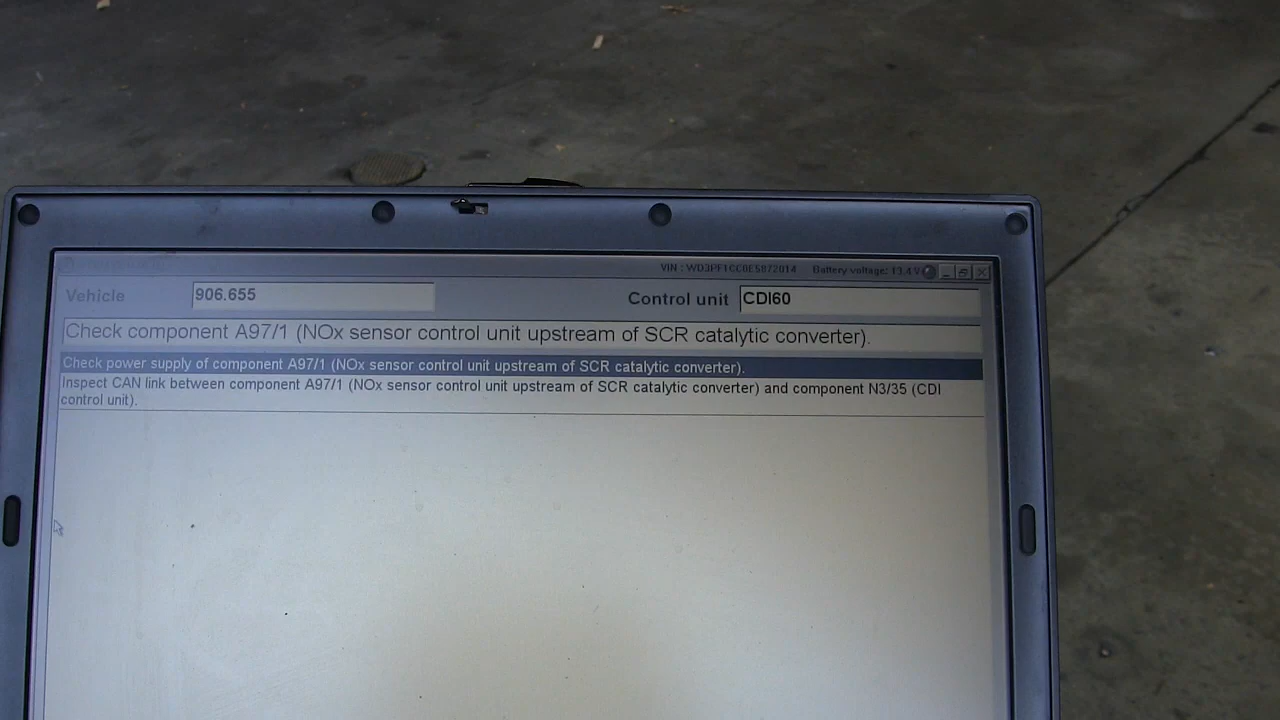 VIN : WD3PF1CC0E5872814 Battery voltage: 13.4 V
Vehicle 906.655 Control unit CDI60
Check component A97/1 (NOx sensor control unit upstream of SCR catalytic converter).
Check power supply of component A97/1 (NOx sensor control unit upstream of SCR catalytic converter).
Inspect CAN link between component A97/1 (NOx sensor control unit upstream of SCR catalytic converter) and component N3/35 (CDI
control unit).